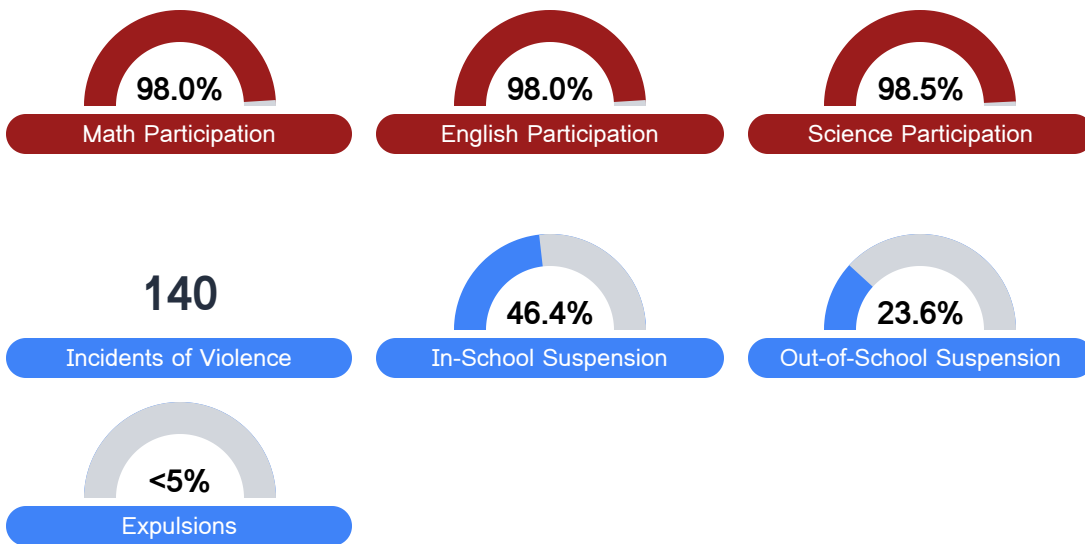 98.0%
Math Participation
98.0%
English Participation
98.5%
Science Participation
140
Incidents of Violence
46.4%
In-School Suspension
23.6%
Out-of-School Suspension
<5%
Expulsions